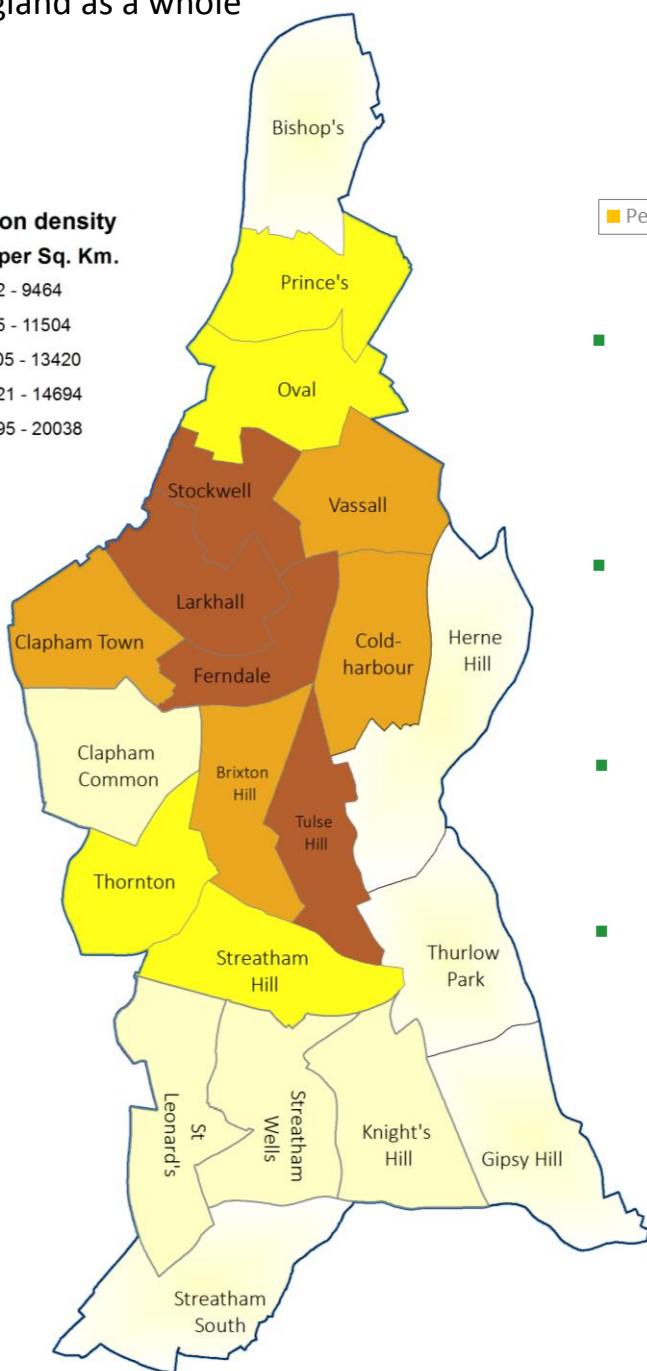 gland as a whole
on density
per Sq. Km.
2 - 9464
5 - 11504
05 - 13420
21 - 14694
95 - 20038
Pe
Bishop's
Prince's
Oval
Stockwell
Vassall
Larkhall
Clapham Town
Cold-
harbour
Herne
Hill
Ferndale
Clapham
Common
Brixton
Hill
Tulse
Hill
Thornton
Streatham
Hill
Thurlow
Park
St
Leonard's
Streatham
Wells
Knight's
Hill
Gipsy Hill
Streatham
South